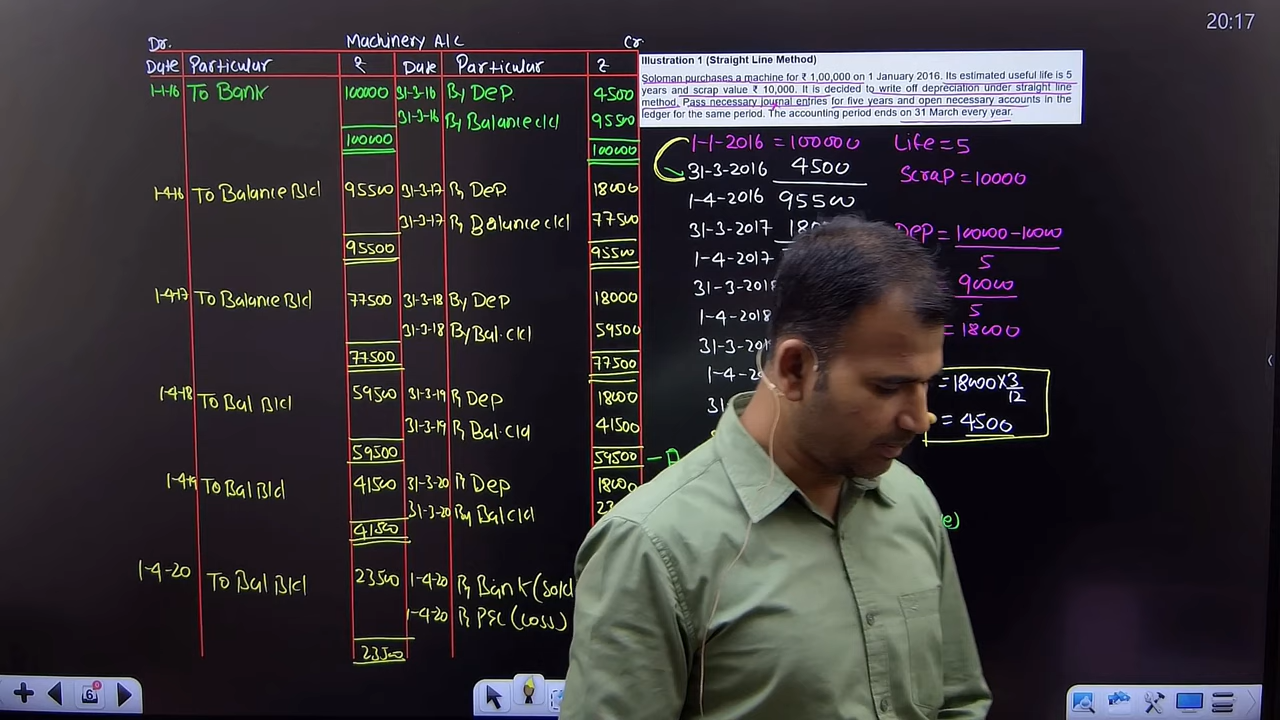 20:17
Dr. Machinery A/c Cr
Date Particular ₹ Date Particular ₹
1-1-16 To Bank 100000 31-3-16 By Dep. 4500
31-3-16 By Balance c/d 95500
100000 100000
1-4-16 To Balance B/d 95500 31-3-17 By Dep. 18000
31-3-17 By Balance c/d 77500
95500 95500
1-4-17 To Balance B/d 77500 31-3-18 By Dep 18000
31-3-18 By Bal. c/d 59500
77500 77500
1-4-18 To Bal B/d 59500 31-3-19 By Dep 18000
31-3-19 By Bal. c/d 41500
59500 59500
1-4-19 To Bal B/d 41500 31-3-20 By Dep 18000
31-3-20 By Bal c/d
41500
1-4-20 To Bal B/d 23500 1-4-20 By Bank (Sold
1-4-20 By P&L (Loss)
23500
Illustration 1 (Straight Line Method)
Soloman purchases a machine for ₹ 1,00,000 on 1 January 2016. Its estimated useful life is 5
years and scrap value ₹ 10,000. It is decided to write off depreciation under straight line
method. Pass necessary journal entries for five years and open necessary accounts in the
ledger for the same period. The accounting period ends on 31 March every year.
1-1-2016 = 100000
31-3-2016 4500
1-4-2016 95500
31-3-2017
1-4-2017
31-3-2018
1-4-2018
Life = 5
Scrap = 10000
Dep = 100000-10000
5
90000
5
= 18000
= 18000 × 3
12
= 4500
6